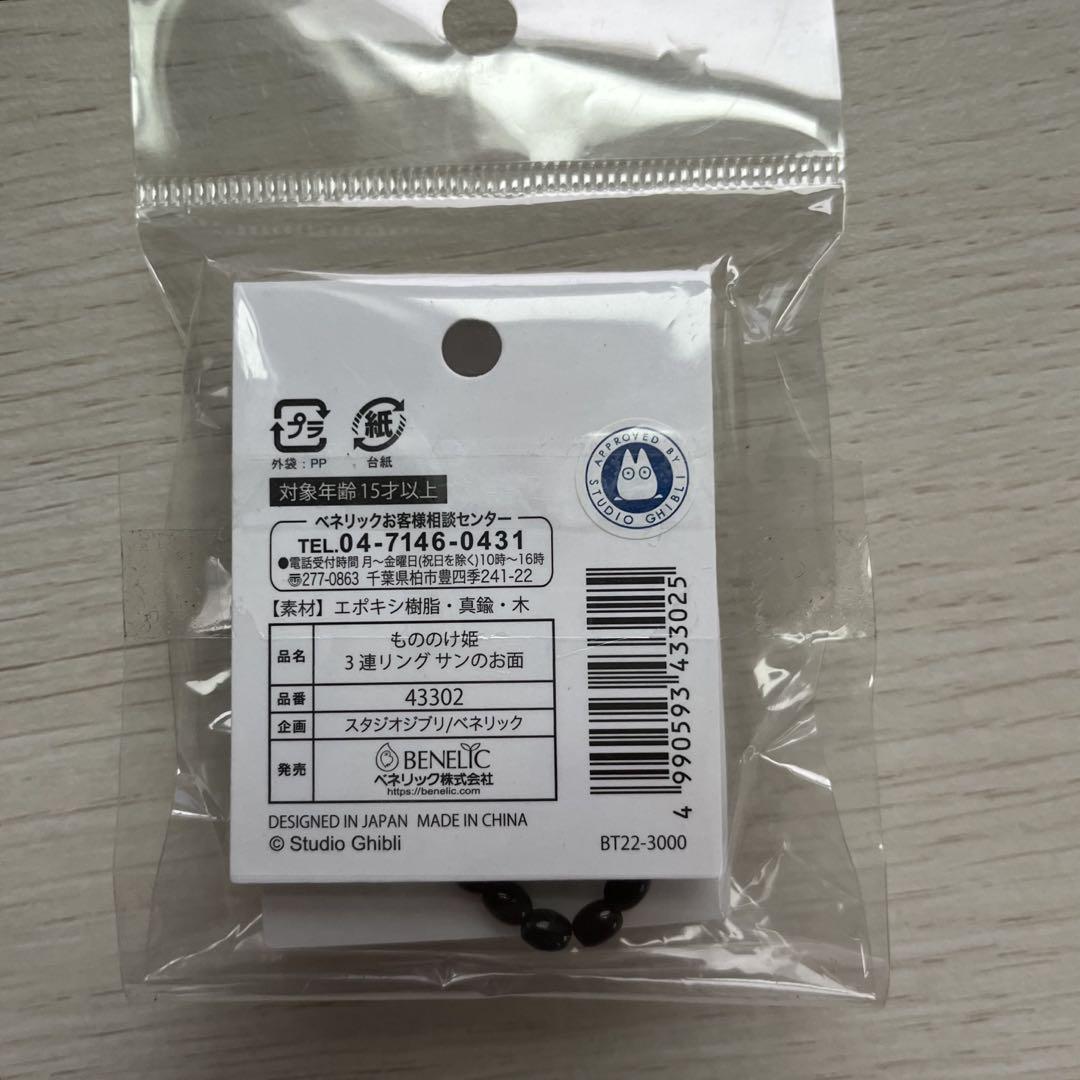 プラ
紙
外袋:PP
台紙
対象年齢15才以上
APPROVED BY
STUDIO GHIBLI
ベネリックお客様相談センター
TEL.04-7146-0431
●電話受付時間 月〜金曜日(祝日を除く)10時〜16時
〠277-0863 千葉県柏市豊四季241-22
【素材】エポキシ樹脂・真鍮・木
品名
もののけ姫
3連リング サンのお面
品番 43302
企画 スタジオジブリ/ベネリック
発売
BENELIC
ベネリック株式会社
https://benelic.com
4 990593 433025
DESIGNED IN JAPAN MADE IN CHINA
© Studio Ghibli
BT22-3000